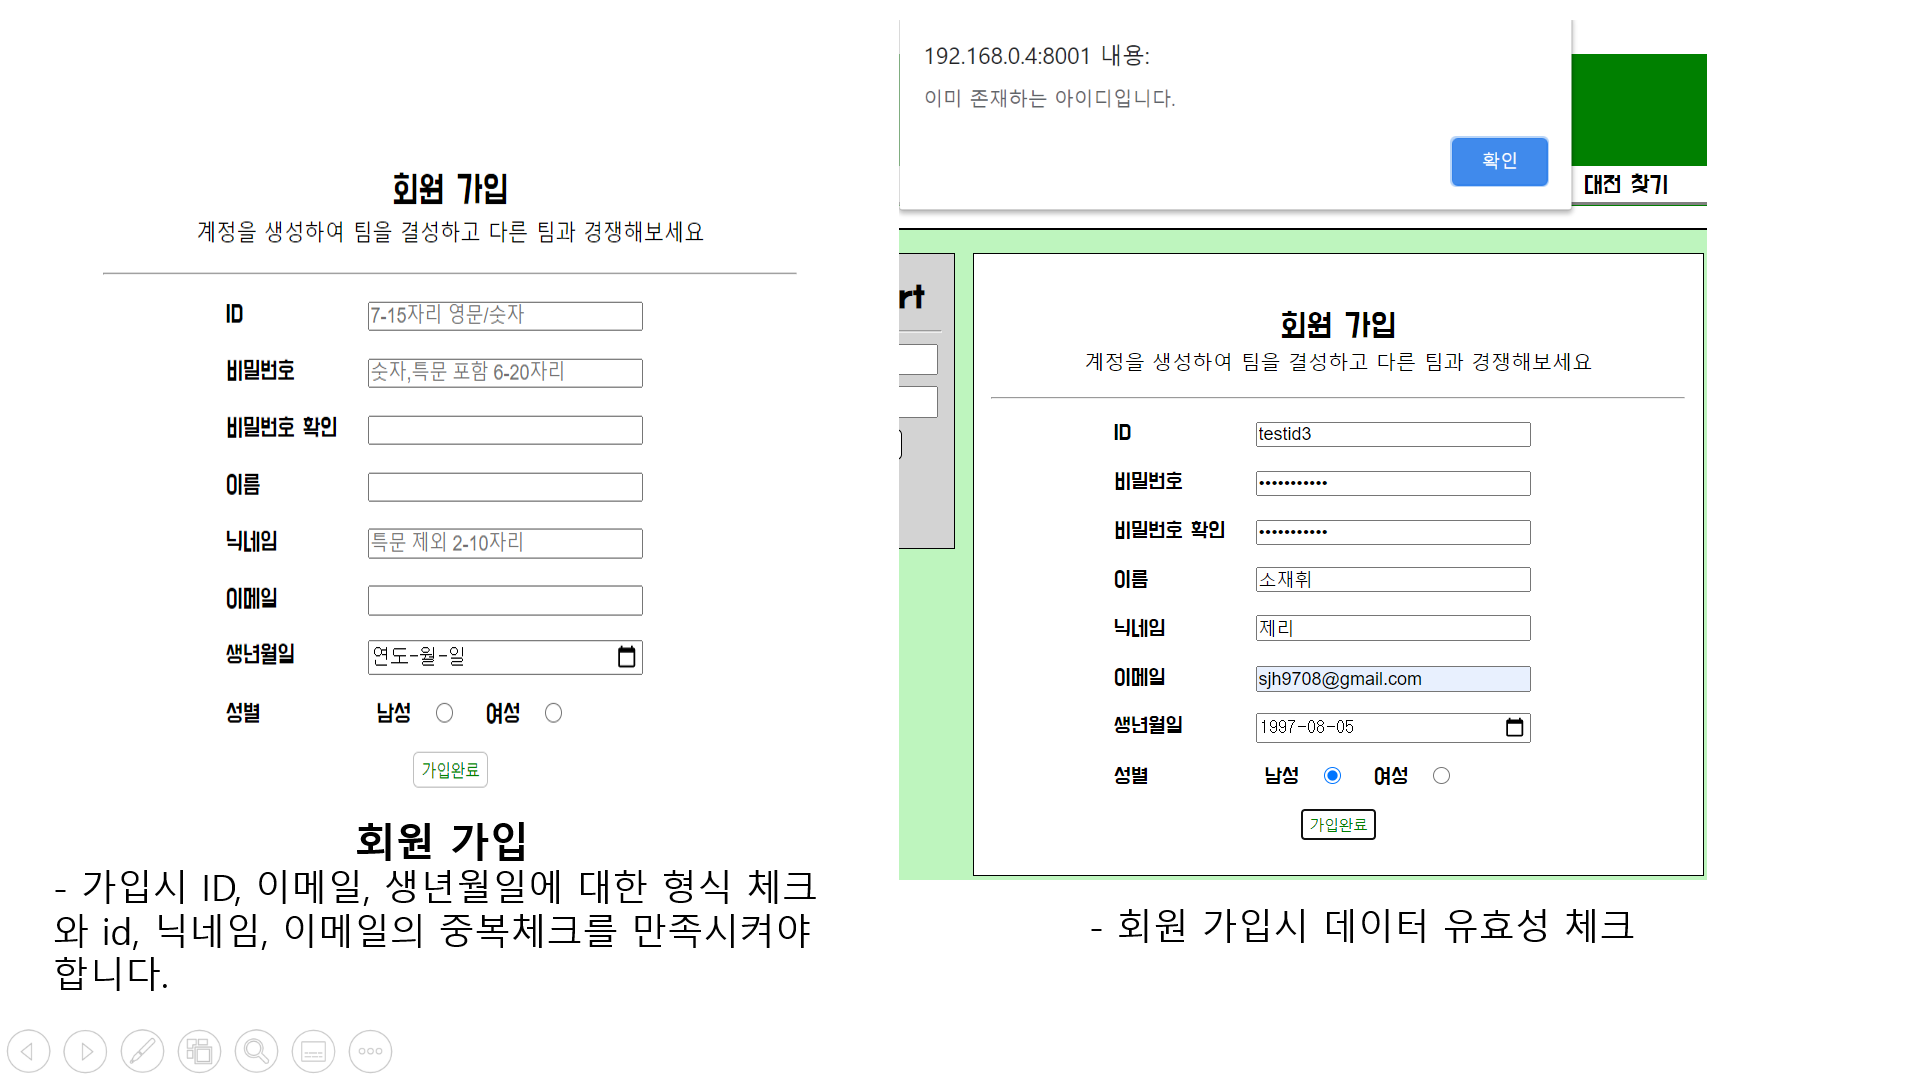 회원 가입
계정을 생성하여 팀을 결성하고 다른 팀과 경쟁해보세요
ID
7-15자리 영문/숫자
비밀번호
숫자,특문 포함 6-20자리
비밀번호 확인
이름
닉네임
특문 제외 2-10자리
이메일
생년월일
연도-월-일
성별
남성
여성
가입완료
회원 가입
- 가입시 ID, 이메일, 생년월일에 대한 형식 체크
와 id, 닉네임, 이메일의 중복체크를 만족시켜야
합니다.
192.168.0.4:8001 내용:
이미 존재하는 아이디입니다.
확인
대전 찾기
rt
회원 가입
계정을 생성하여 팀을 결성하고 다른 팀과 경쟁해보세요
ID
testid3
비밀번호
•••••••••••
비밀번호 확인
•••••••••••
이름
소재휘
닉네임
제리
이메일
sjh9708@gmail.com
생년월일
1997-08-05
성별
남성
여성
가입완료
- 회원 가입시 데이터 유효성 체크